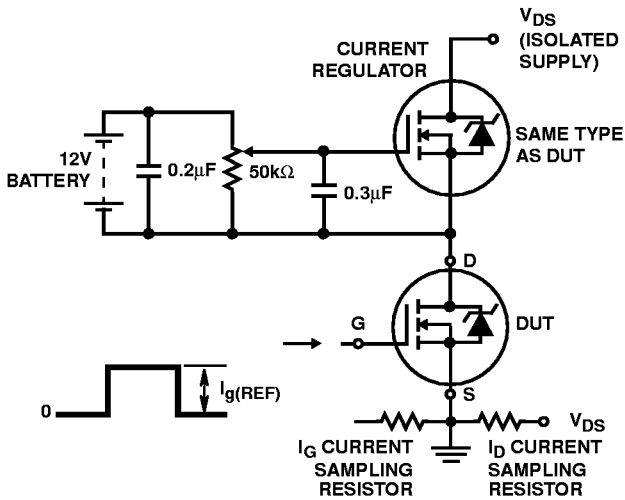 V_DS
(ISOLATED
SUPPLY)
CURRENT
REGULATOR
SAME TYPE
AS DUT
12V
BATTERY
0.2µF
50kΩ
0.3µF
D
G
DUT
S
0
I_g(REF)
V_DS
I_G CURRENT
SAMPLING
RESISTOR
I_D CURRENT
SAMPLING
RESISTOR